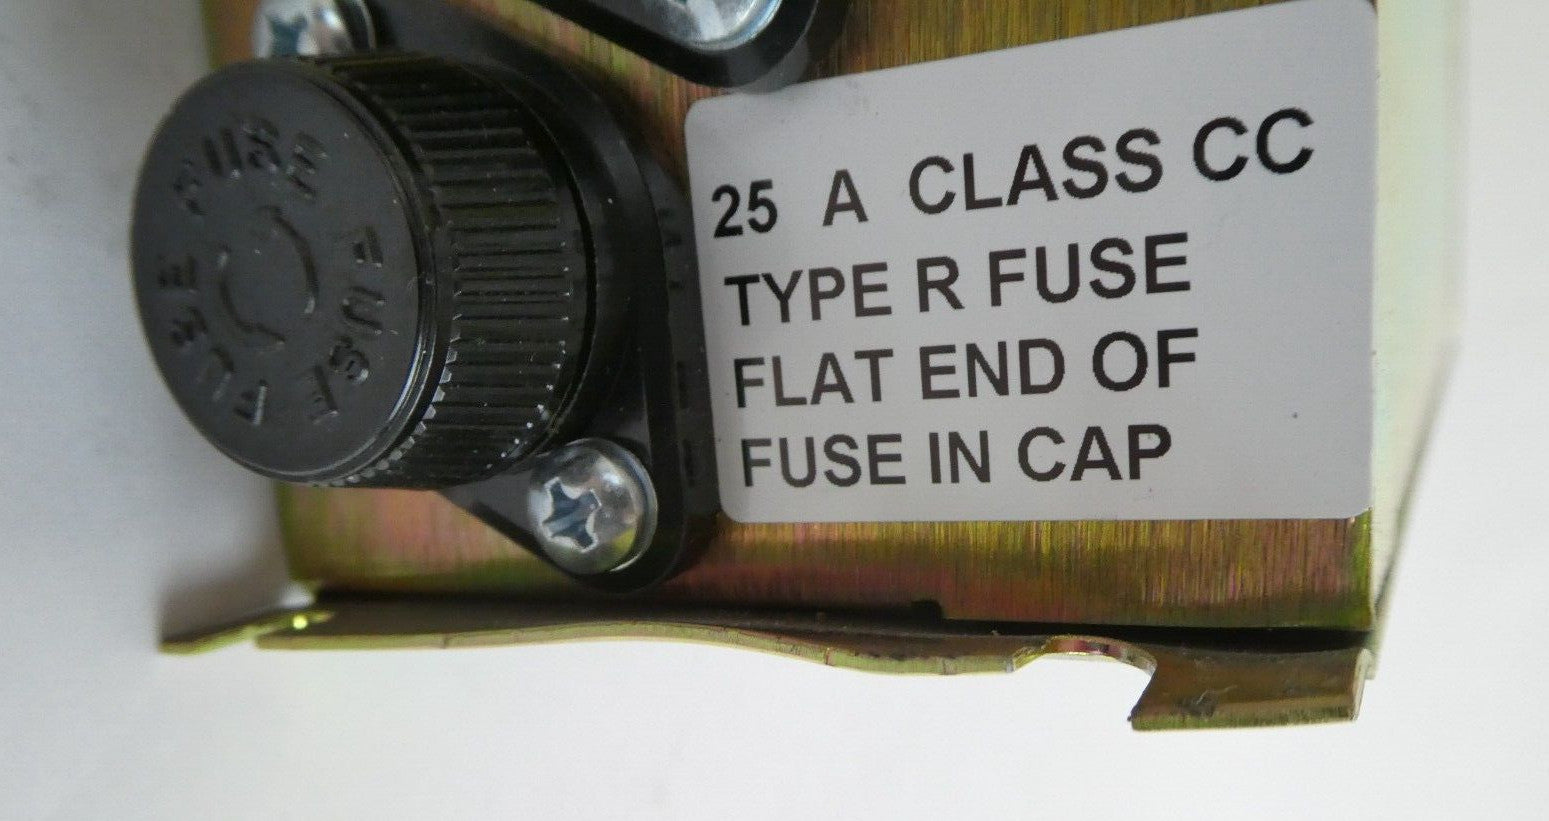 25 A CLASS CC
TYPE R FUSE
FLAT END OF
FUSE IN CAP
FUSE
FUSE